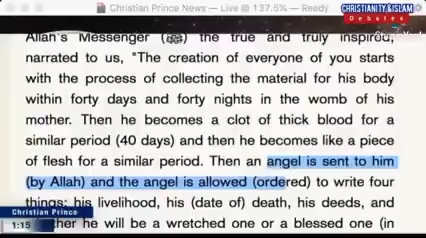 Christian Prince News — Live @ 137.5% — Ready
CHRISTIANITY&ISLAM
Debates
Allah's Messenger (ﷺ) the true and truly inspired,
narrated to us, "The creation of everyone of you starts
with the process of collecting the material for his body
within forty days and forty nights in the womb of his
mother. Then he becomes a clot of thick blood for a
similar period (40 days) and then he becomes like a piece
of flesh for a similar period. Then an angel is sent to him
(by Allah) and the angel is allowed (ordered) to write four
things; his livelihood, his (date of) death, his deeds, and
ther he will be a wretched one or a blessed one (in
Christian Prince
1:15